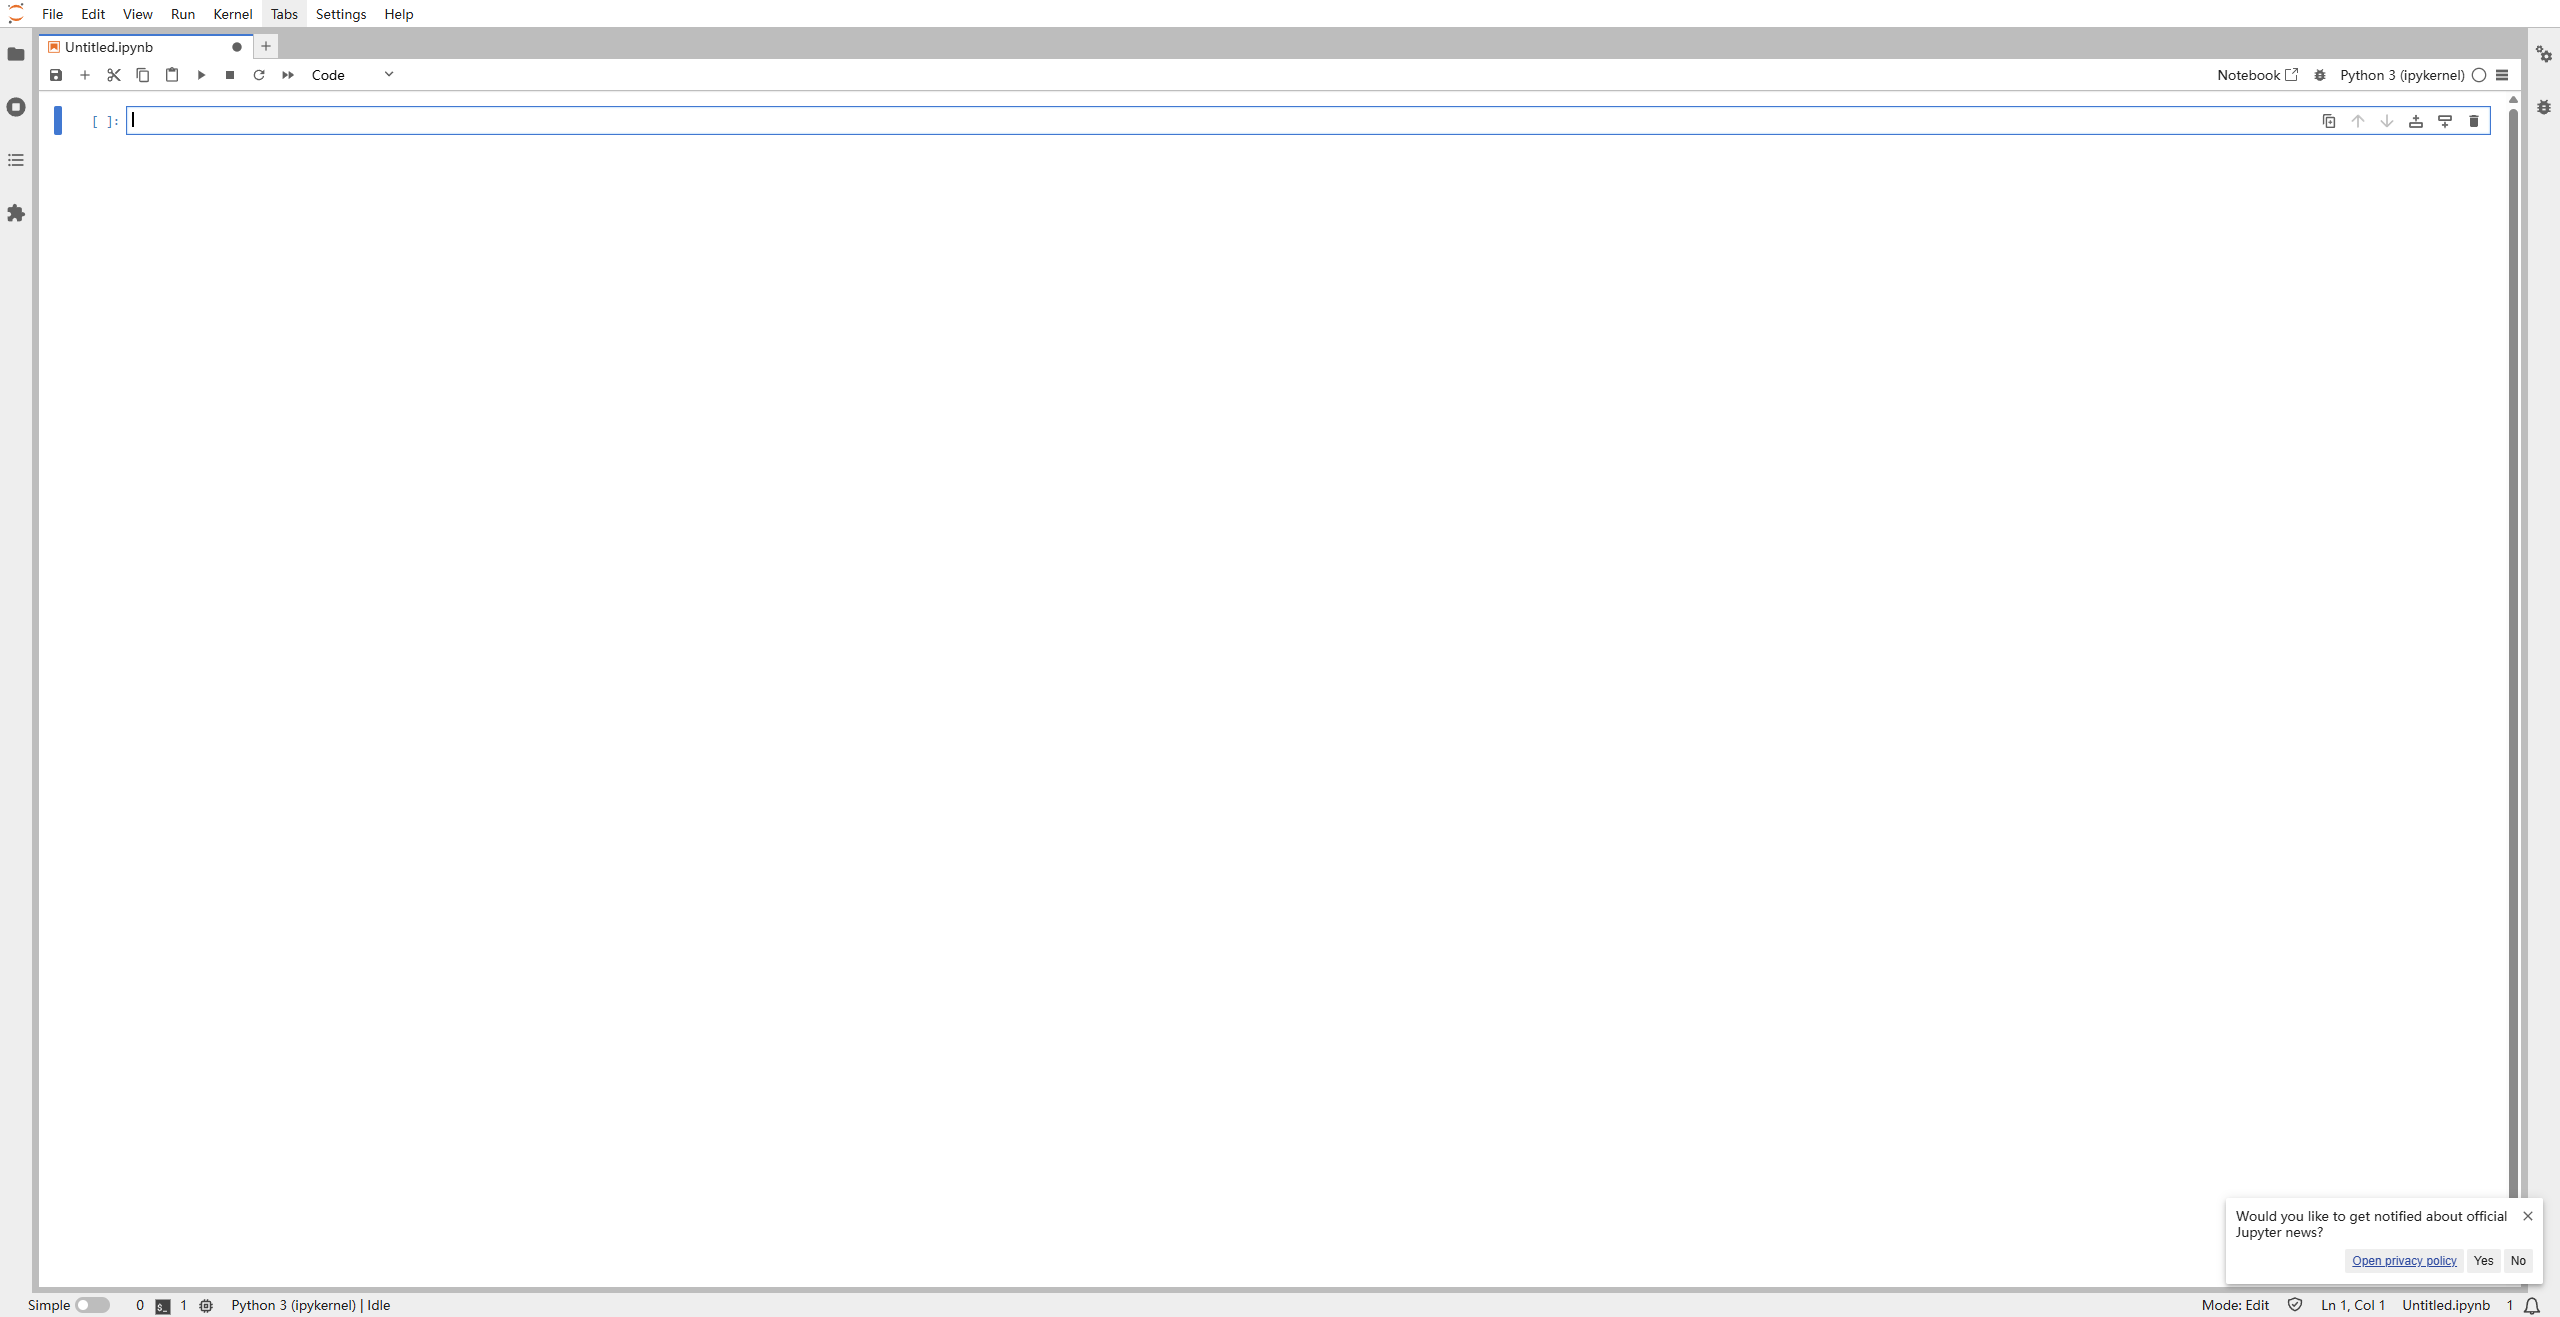 File Edit View Run Kernel Tabs Settings Help
Untitled.ipynb
Code
Notebook
Python 3 (ipykernel)
[ ]:
Would you like to get notified about official
Jupyter news?
Open privacy policy Yes No
Simple 0 $_ 1 Python 3 (ipykernel) | Idle
Mode: Edit Ln 1, Col 1 Untitled.ipynb 1